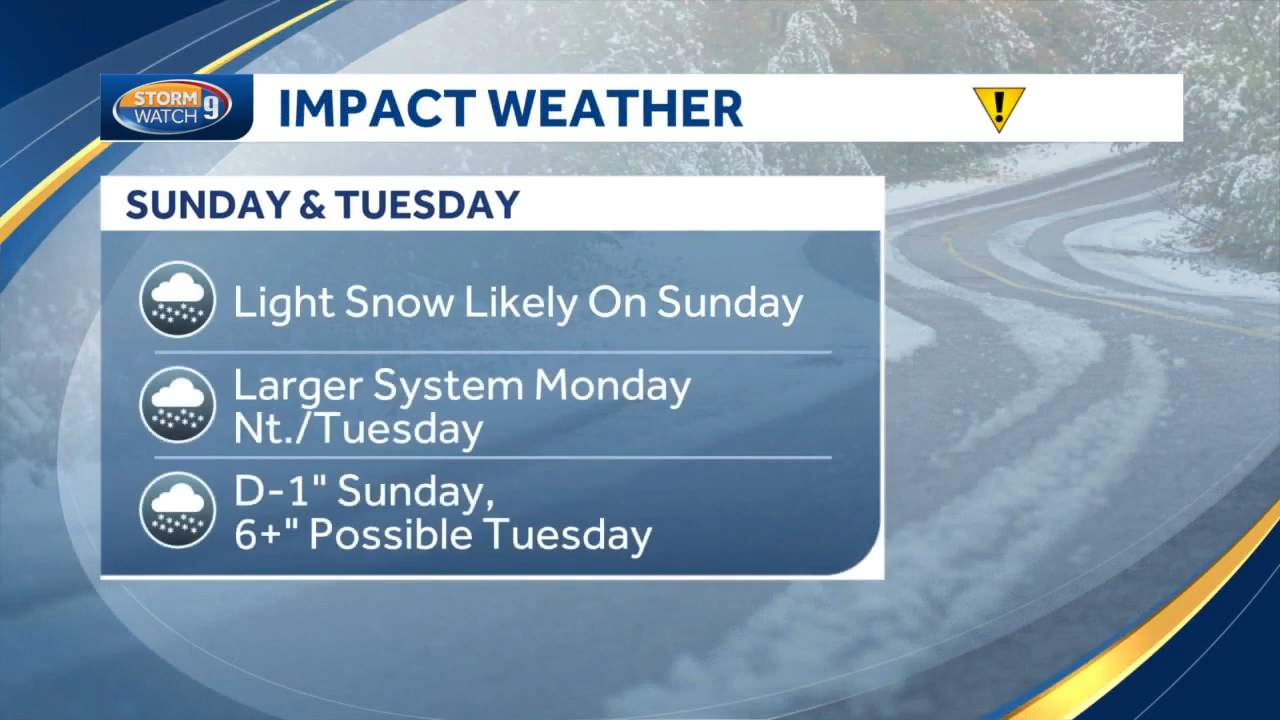 STORM
WATCH 9
IMPACT WEATHER
!
SUNDAY & TUESDAY
Light Snow Likely On Sunday
Larger System Monday
Nt./Tuesday
D-1" Sunday,
6+" Possible Tuesday